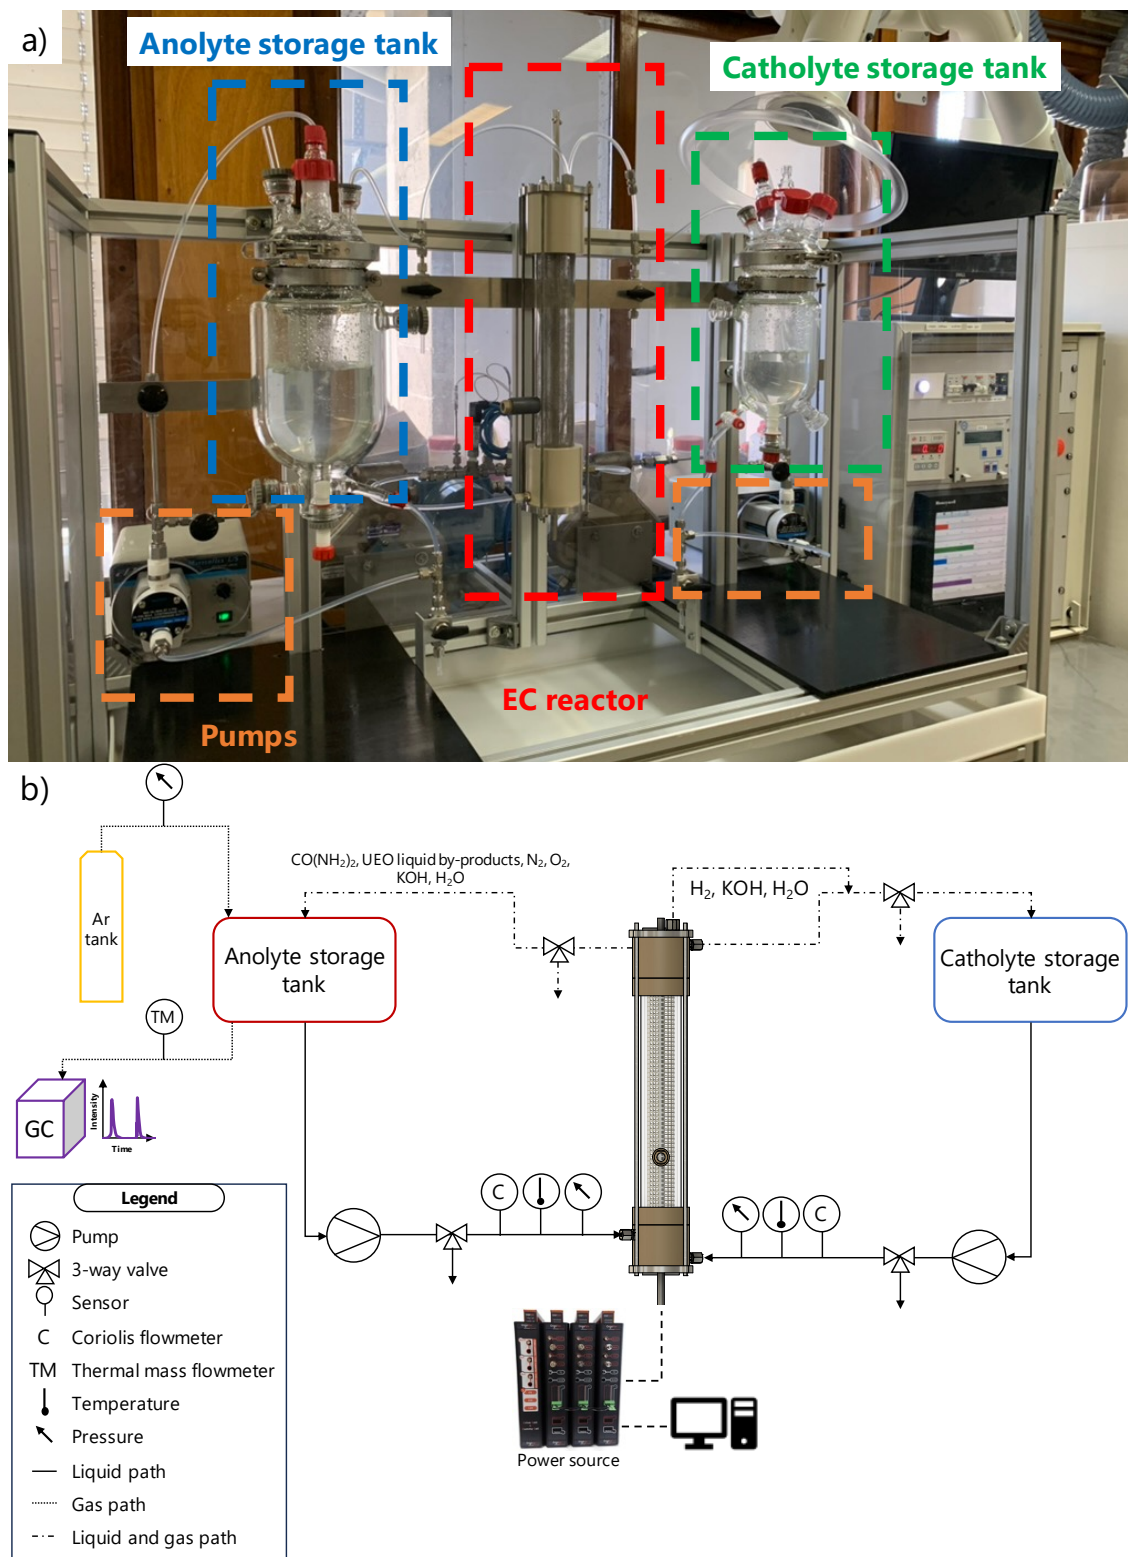 a)
Anolyte storage tank
Catholyte storage tank
EC reactor
Pumps
b)
CO(NH₂)₂, UEO liquid by-products, N₂, O₂,
KOH, H₂O
H₂, KOH, H₂O
Ar
tank
Anolyte storage
tank
Catholyte storage
tank
TM
GC
Intensity
Time
C
C
Legend
Pump
3-way valve
Sensor
C Coriolis flowmeter
TM Thermal mass flowmeter
Temperature
Pressure
Liquid path
Gas path
Liquid and gas path
Power source